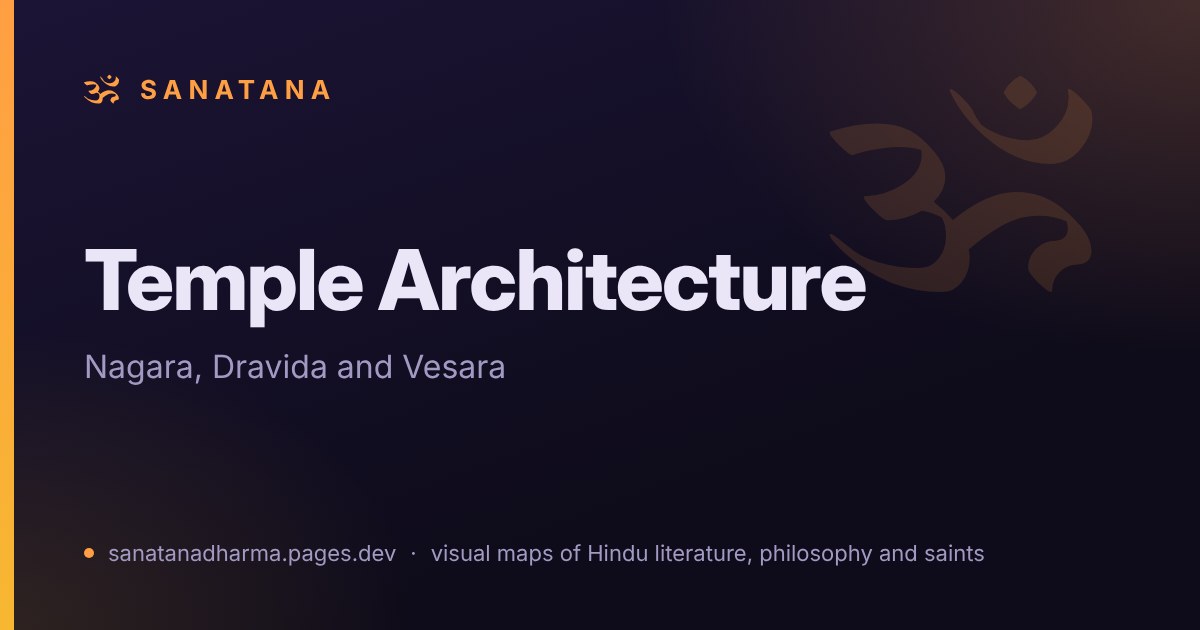 ॐ SANATANA
ॐ
Temple Architecture
Nagara, Dravida and Vesara
sanatanadharma.pages.dev · visual maps of Hindu literature, philosophy and saints